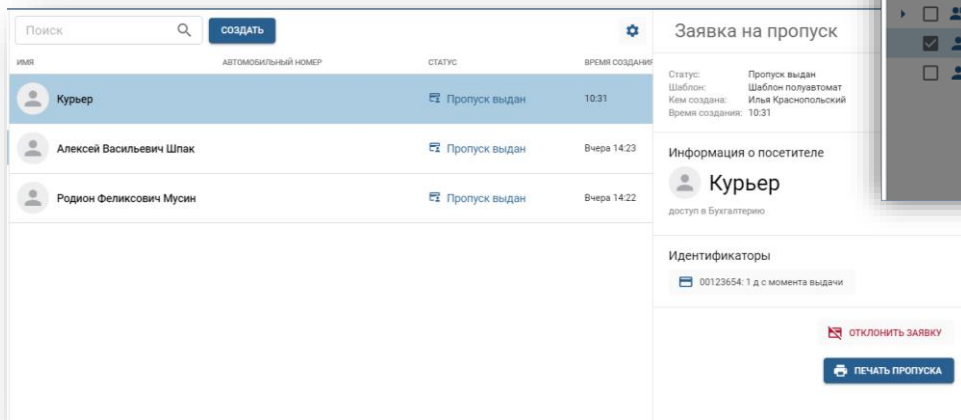 Поиск
СОЗДАТЬ
ИМЯ АВТОМОБИЛЬНЫЙ НОМЕР СТАТУС ВРЕМЯ СОЗДАНИЯ
Курьер Пропуск выдан 10:31
Алексей Васильевич Шпак Пропуск выдан Вчера 14:23
Родион Феликсович Мусин Пропуск выдан Вчера 14:22
Заявка на пропуск
Статус: Пропуск выдан
Шаблон: Шаблон полуавтомат
Кем создана: Илья Краснопольский
Время создания: 10:31
Информация о посетителе
Курьер
доступ в Бухгалтерию
Идентификаторы
00123654: 1 д с момента выдачи
ОТКЛОНИТЬ ЗАЯВКУ
ПЕЧАТЬ ПРОПУСКА